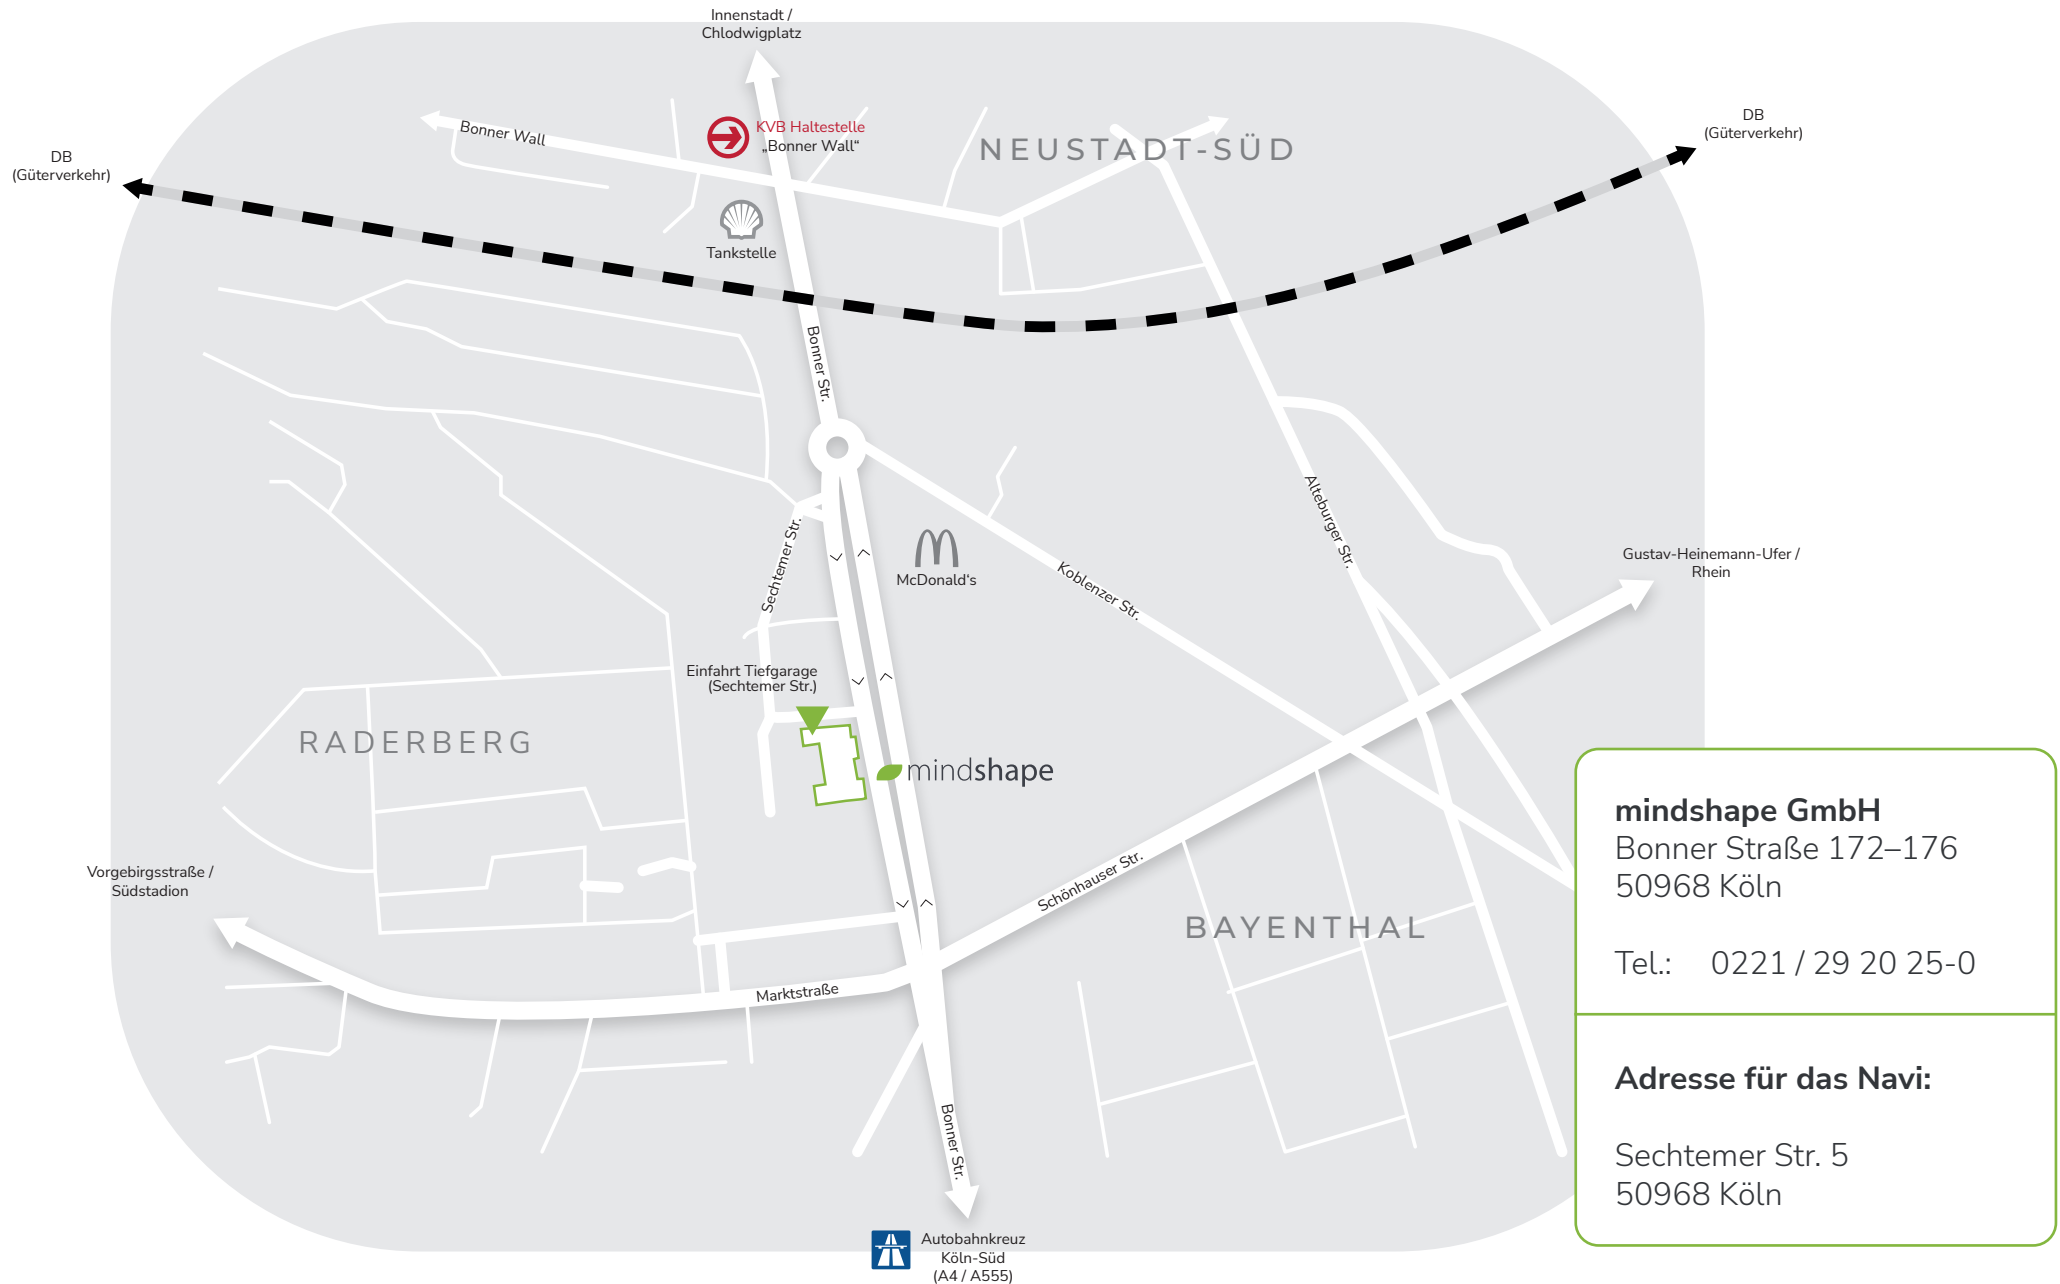 Innenstadt /
Chlodwigplatz
DB
(Güterverkehr)
DB
(Güterverkehr)
Bonner Wall
KVB Haltestelle
„Bonner Wall“
NEUSTADT-SÜD
Tankstelle
Bonner Str.
Alteburger Str.
Sechtemer Str.
McDonald's
Koblenzer Str.
Gustav-Heinemann-Ufer /
Rhein
Einfahrt Tiefgarage
(Sechtemer Str.)
RADERBERG
mindshape
Vorgebirgsstraße /
Südstadion
Schönhauser Str.
BAYENTHAL
Marktstraße
Bonner Str.
Autobahnkreuz
Köln-Süd
(A4 / A555)
mindshape GmbH
Bonner Straße 172–176
50968 Köln
Tel.: 0221 / 29 20 25-0
Adresse für das Navi:
Sechtemer Str. 5
50968 Köln